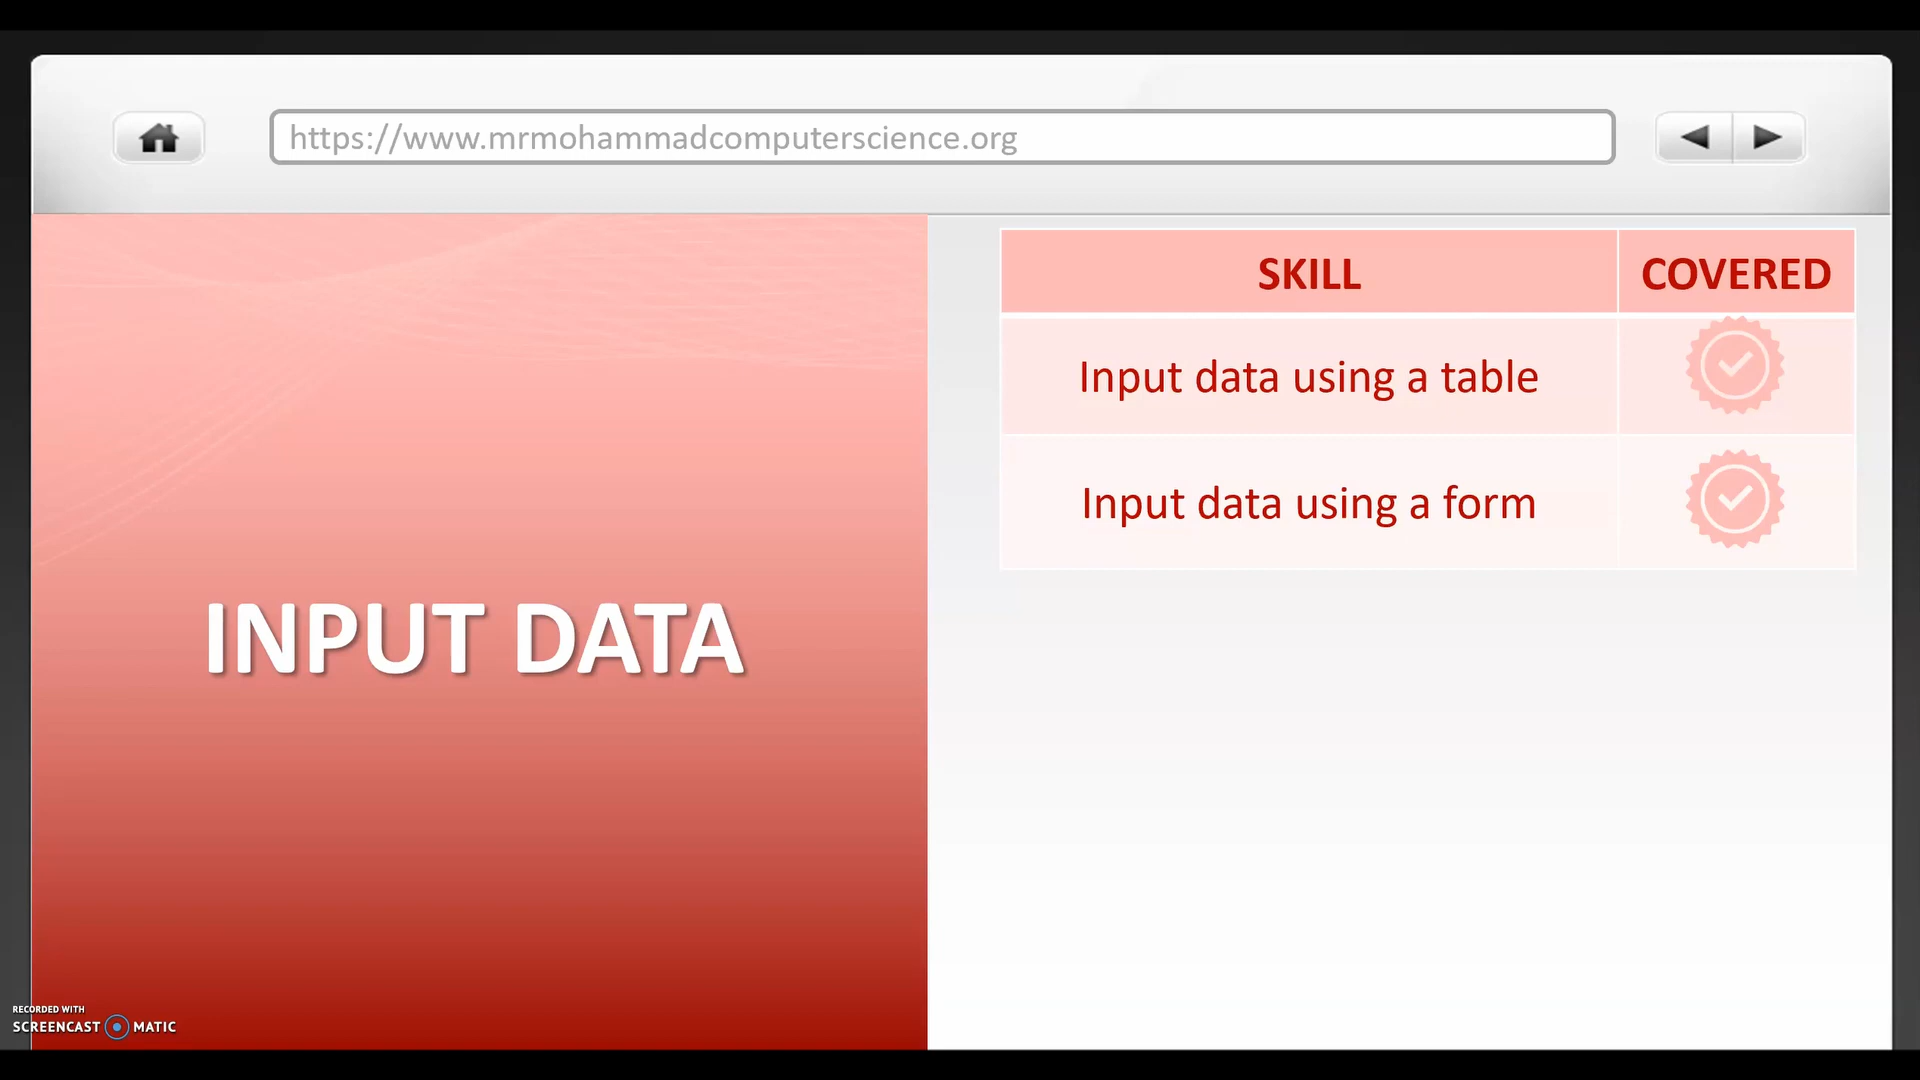 https://www.mrmohammadcomputerscience.org
INPUT DATA
SKILL COVERED
Input data using a table
Input data using a form
RECORDED WITH
SCREENCAST MATIC